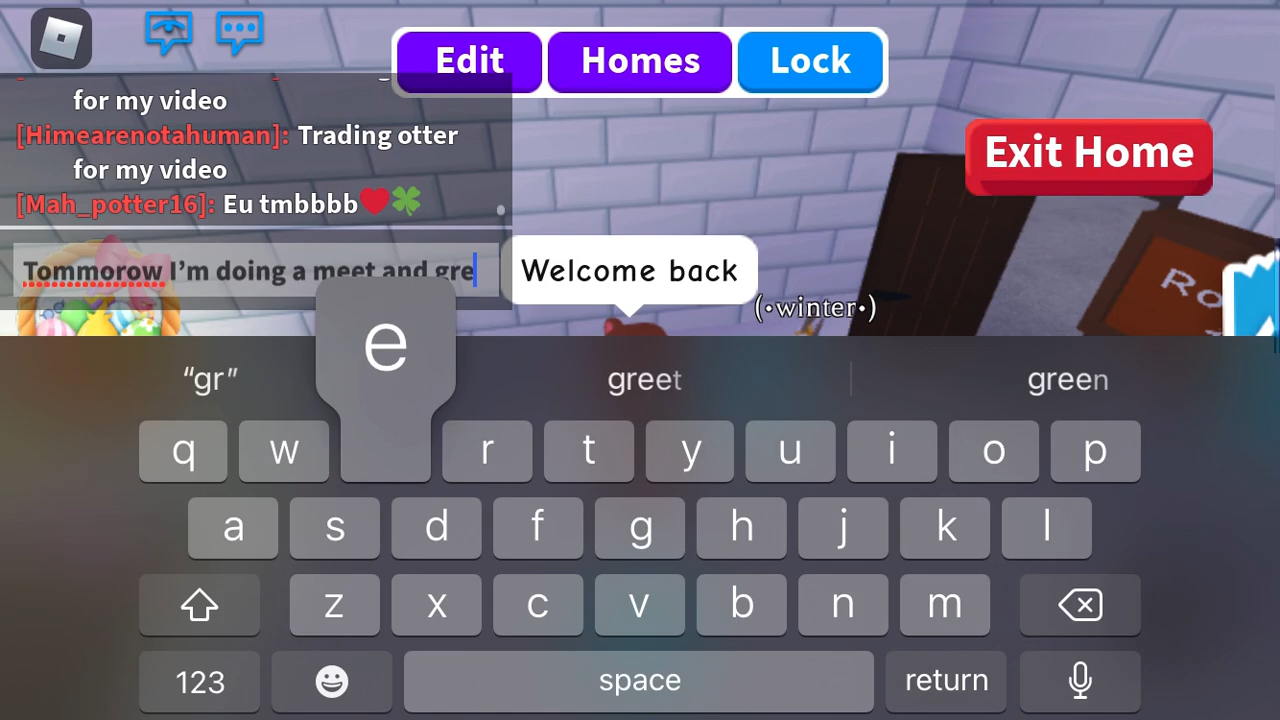 Edit Homes Lock
for my video
[Himearenotahuman]: Trading otter
for my video
[Mah_potter16]: Eu tmbbbb❤️🍀
Exit Home
Tommorow I'm doing a meet and gre
Welcome back
(•winter•)
Ro
e
“gr” greet green
q w r t y u i o p
a s d f g h j k l
z x c v b n m
123 space return